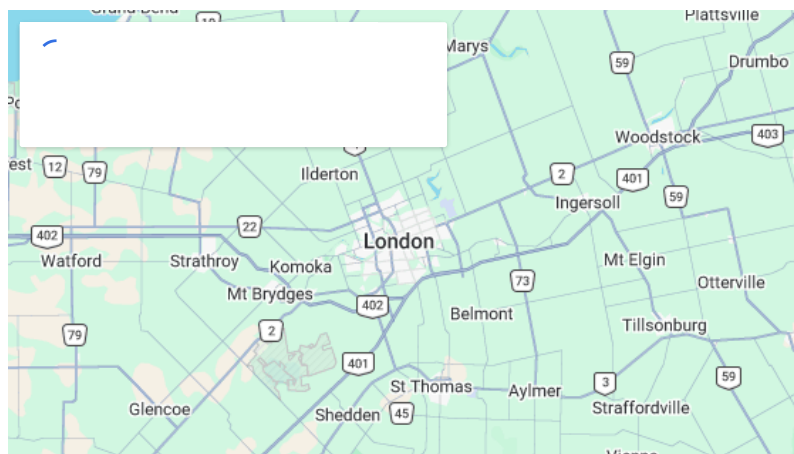 Grand Bend
Plattsville
Marys
59
Drumbo
Woodstock
403
est
12
79
Ilderton
2
401
59
Ingersoll
22
402
London
Watford
Strathroy
Komoka
Mt Elgin
Mt Brydges
73
Otterville
402
Belmont
79
2
Tillsonburg
401
St Thomas
Aylmer
3
59
Glencoe
Shedden
45
Straffordville
Vienna